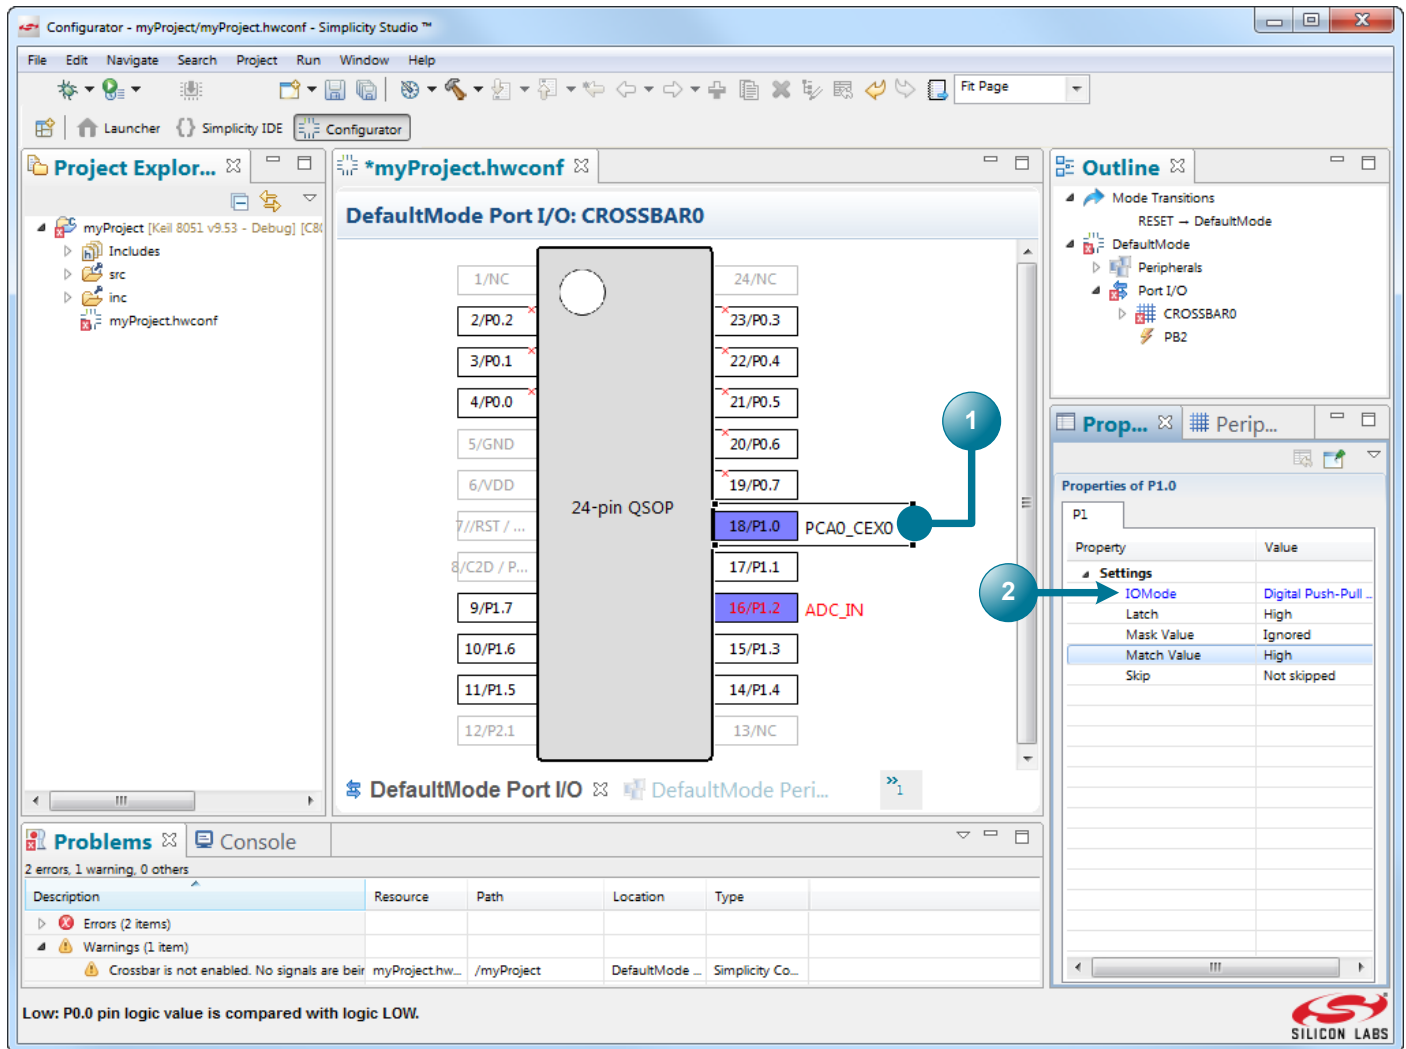 Configurator - myProject/myProject.hwconf - Simplicity Studio ™
File Edit Navigate Search Project Run Window Help
Fit Page
Launcher {} Simplicity IDE Configurator
Project Explor...
myProject [Keil 8051 v9.53 - Debug] [C8
Includes
src
inc
myProject.hwconf
*myProject.hwconf
DefaultMode Port I/O: CROSSBAR0
1/NC
2/P0.2
3/P0.1
4/P0.0
5/GND
6/VDD
7//RST / ...
8/C2D / P...
9/P1.7
10/P1.6
11/P1.5
12/P2.1
24-pin QSOP
24/NC
23/P0.3
22/P0.4
21/P0.5
20/P0.6
19/P0.7
18/P1.0 PCA0_CEX0
17/P1.1
16/P1.2 ADC_IN
15/P1.3
14/P1.4
13/NC
1
2
DefaultMode Port I/O DefaultMode Peri... »1
Outline
Mode Transitions
RESET → DefaultMode
DefaultMode
Peripherals
Port I/O
CROSSBAR0
PB2
Prop... Perip...
Properties of P1.0
P1
Property Value
Settings
IOMode Digital Push-Pull ..
Latch High
Mask Value Ignored
Match Value High
Skip Not skipped
Problems Console
2 errors, 1 warning, 0 others
Description Resource Path Location Type
Errors (2 items)
Warnings (1 item)
Crossbar is not enabled. No signals are beir myProject.hw... /myProject DefaultMode ... Simplicity Co...
Low: P0.0 pin logic value is compared with logic LOW.
SILICON LABS